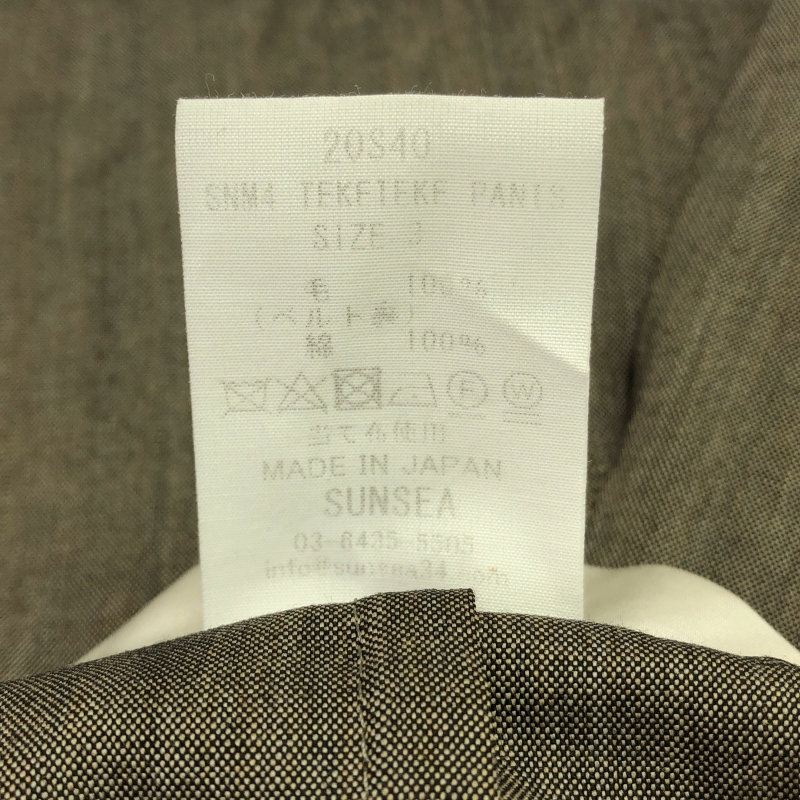 20S40
SNM4 TEKETEKE PANTS
SIZE 3
毛 100%
(ベルト部)
綿 100%
F W
当て布使用
MADE IN JAPAN
SUNSEA
03-6435-5505
info@sunsea34.com